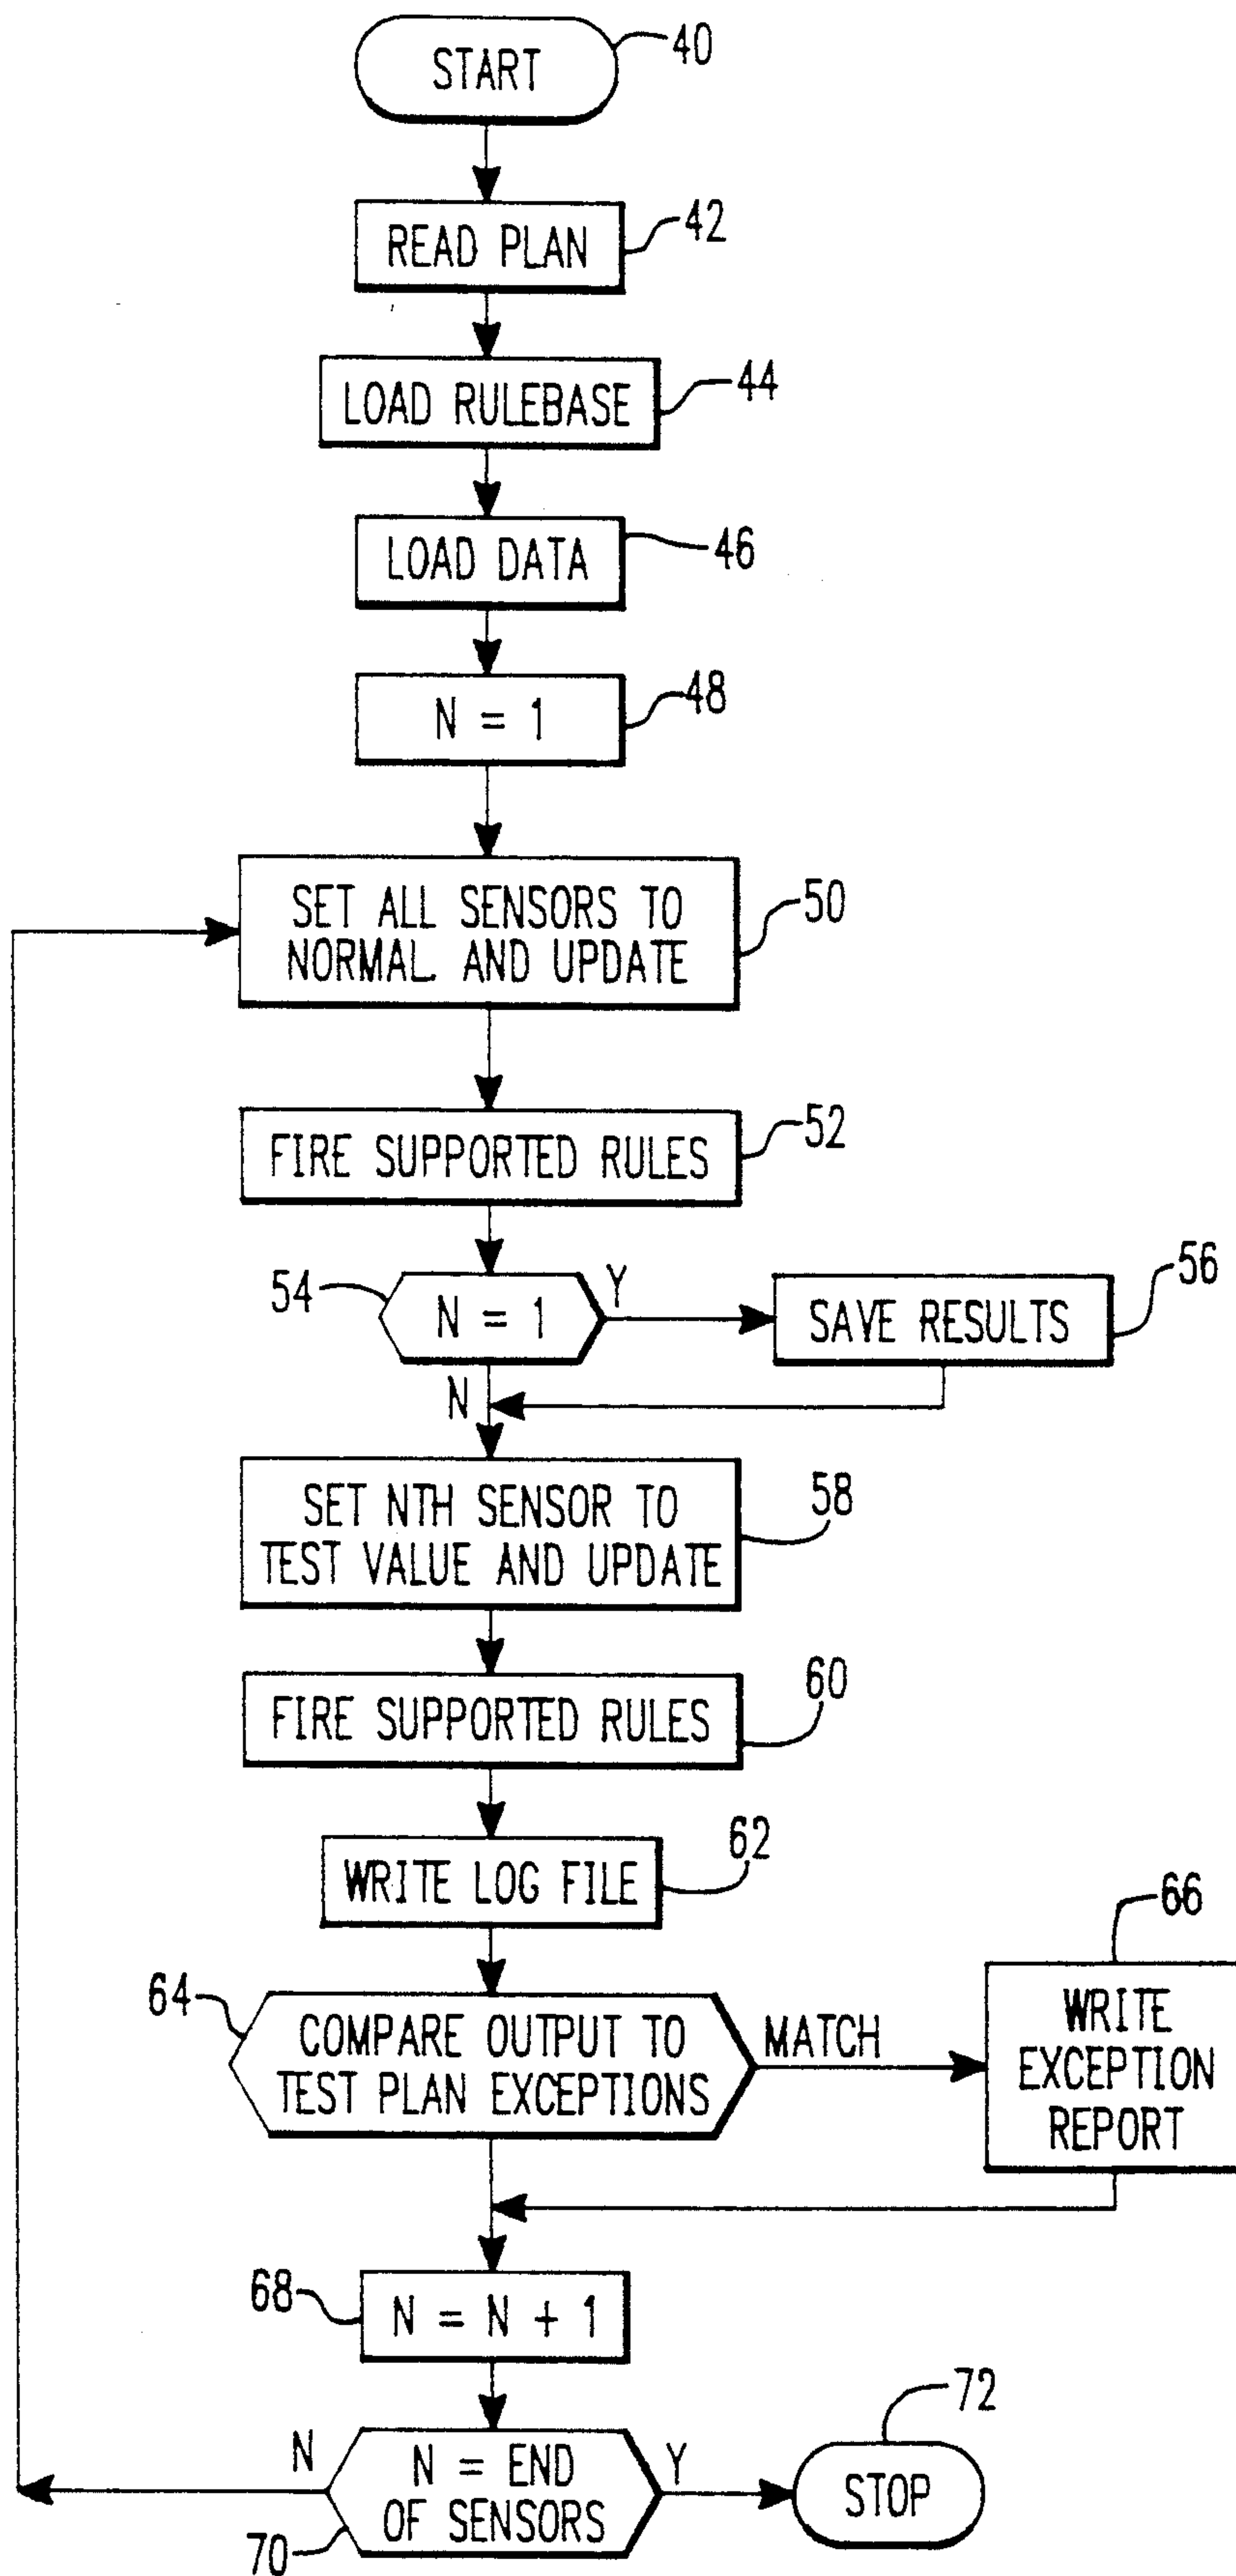 START
40
READ PLAN
42
LOAD RULEBASE
44
LOAD DATA
46
N = 1
48
SET ALL SENSORS TO
NORMAL AND UPDATE
50
FIRE SUPPORTED RULES
52
54
N = 1
Y
SAVE RESULTS
56
N
SET NTH SENSOR TO
TEST VALUE AND UPDATE
58
FIRE SUPPORTED RULES
60
WRITE LOG FILE
62
64
COMPARE OUTPUT TO
TEST PLAN EXCEPTIONS
MATCH
WRITE
EXCEPTION
REPORT
66
68
N = N + 1
N
N = END
OF SENSORS
70
Y
STOP
72